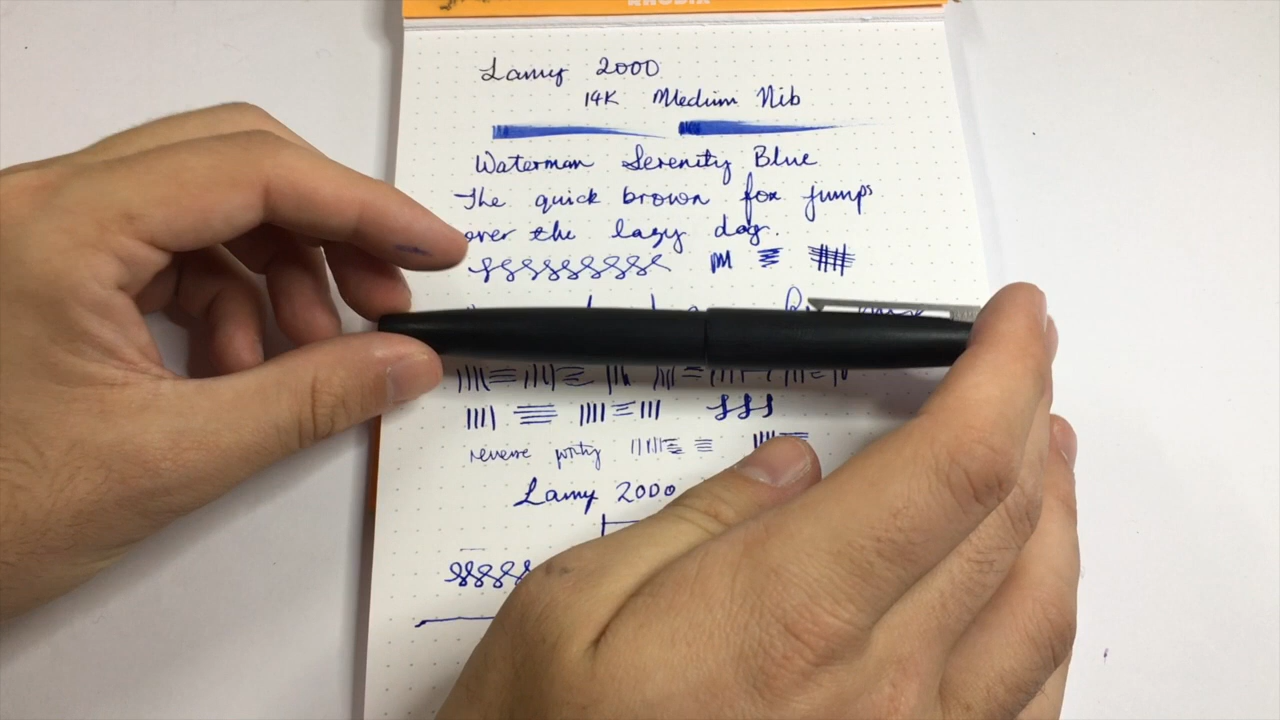 RHODIA
Lamy 2000
14K Medium Nib
Waterman Serenity Blue
The quick brown fox jumps
over the lazy dog.
reverse
Lamy 2000